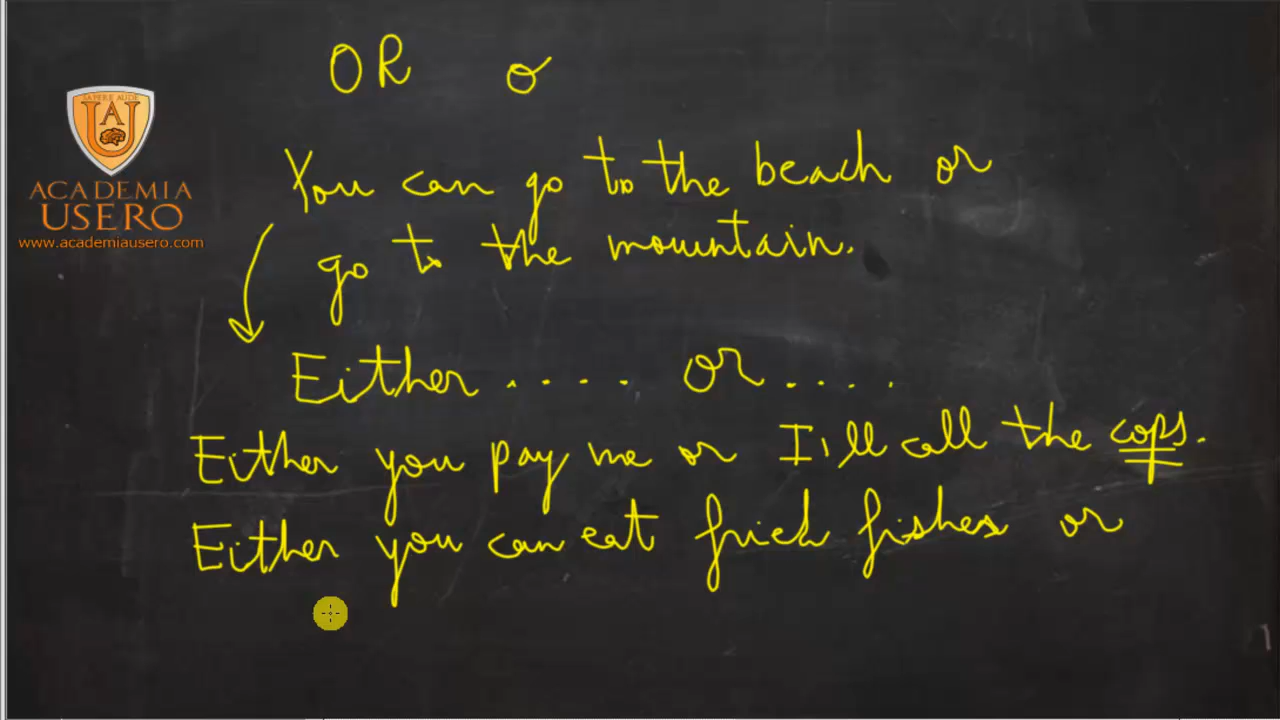 OR o
SAPERE AUDE
UAU
ACADEMIA
USERO
www.academiausero.com
You can go to the beach or
go to the mountain.
Either .... or ....
Either you pay me or I'll call the cops.
Either you can eat fried fishes or